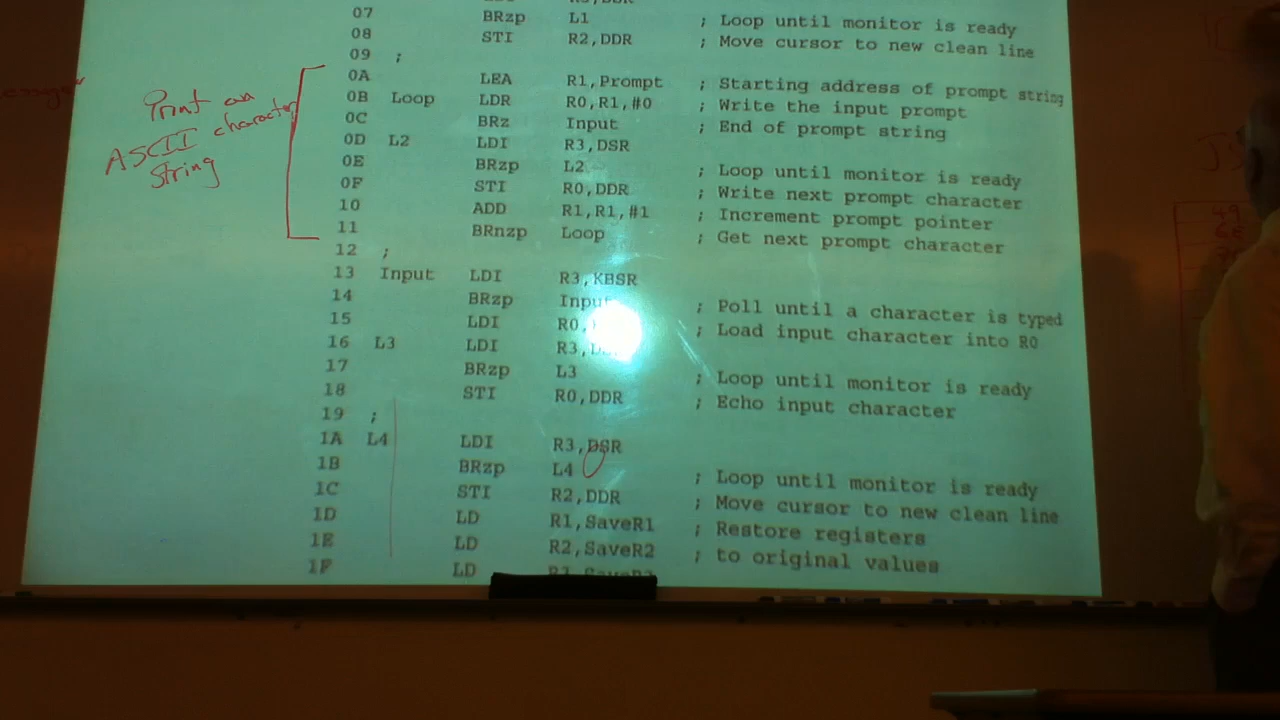 07 BRzp L1 ; Loop until monitor is ready
08 STI R2,DDR ; Move cursor to new clean line
09 ;
0A LEA R1,Prompt ; Starting address of prompt string
0B Loop LDR R0,R1,#0 ; Write the input prompt
0C BRz Input ; End of prompt string
0D L2 LDI R3,DSR
0E BRzp L2 ; Loop until monitor is ready
0F STI R0,DDR ; Write next prompt character
10 ADD R1,R1,#1 ; Increment prompt pointer
11 BRnzp Loop ; Get next prompt character
12 ;
13 Input LDI R3,KBSR
14 BRzp Input ; Poll until a character is typed
15 LDI R0, ; Load input character into R0
16 L3 LDI
17 BRzp L3 ; Loop until monitor is ready
18 STI R0,DDR ; Echo input character
19 ;
1A L4 LDI R3,DSR
1B BRzp L4 ; Loop until monitor is ready
1C STI R2,DDR ; Move cursor to new clean line
1D LD R1,SaveR1 ; Restore registers
1E LD R2,SaveR2 ; to original values
1F LD
Print an
ASCII character
string